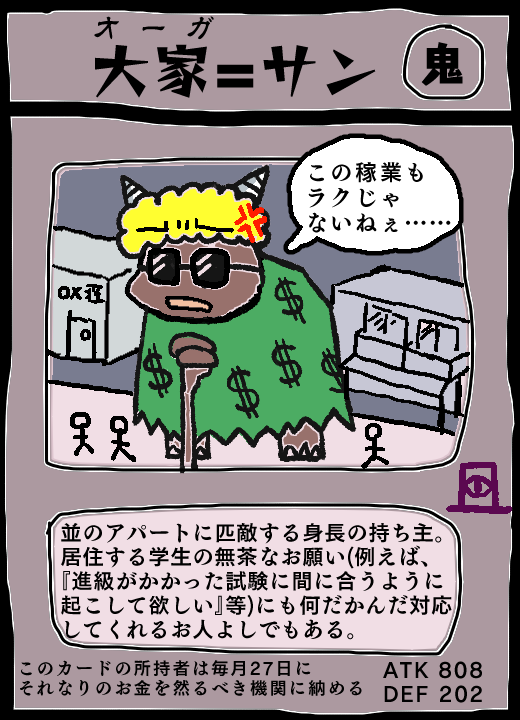 オーガ
大家=サン
鬼
この稼業も
ラクじゃ
ないねぇ……
OX径
$
$
$
$
$
並のアパートに匹敵する身長の持ち主。
居住する学生の無茶なお願い(例えば、
『進級がかかった試験に間に合うように
起こして欲しい』等)にも何だかんだ対応
してくれるお人よしでもある。
このカードの所持者は毎月27日に
それなりのお金を然るべき機関に納める
ATK 808
DEF 202